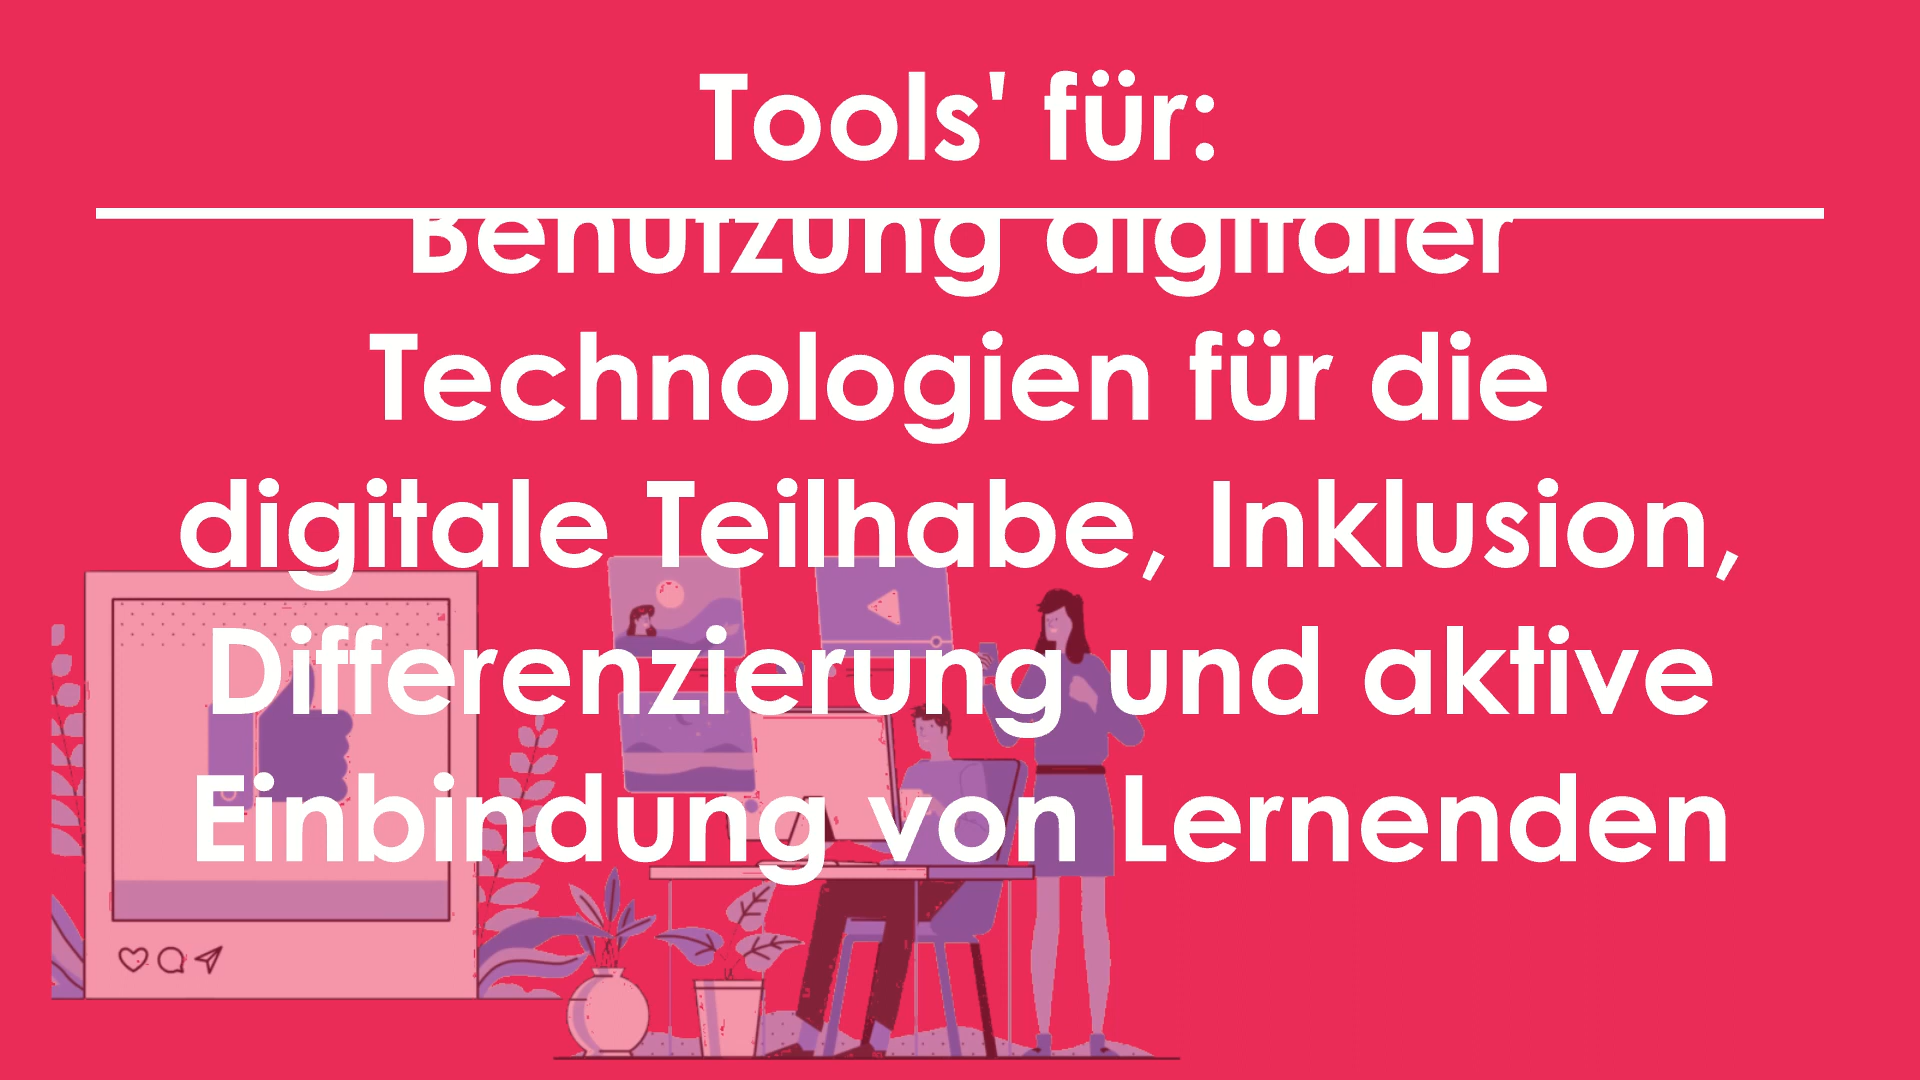 Tools' für:
Benutzung digitaler
Technologien für die
digitale Teilhabe, Inklusion,
Differenzierung und aktive
Einbindung von Lernenden